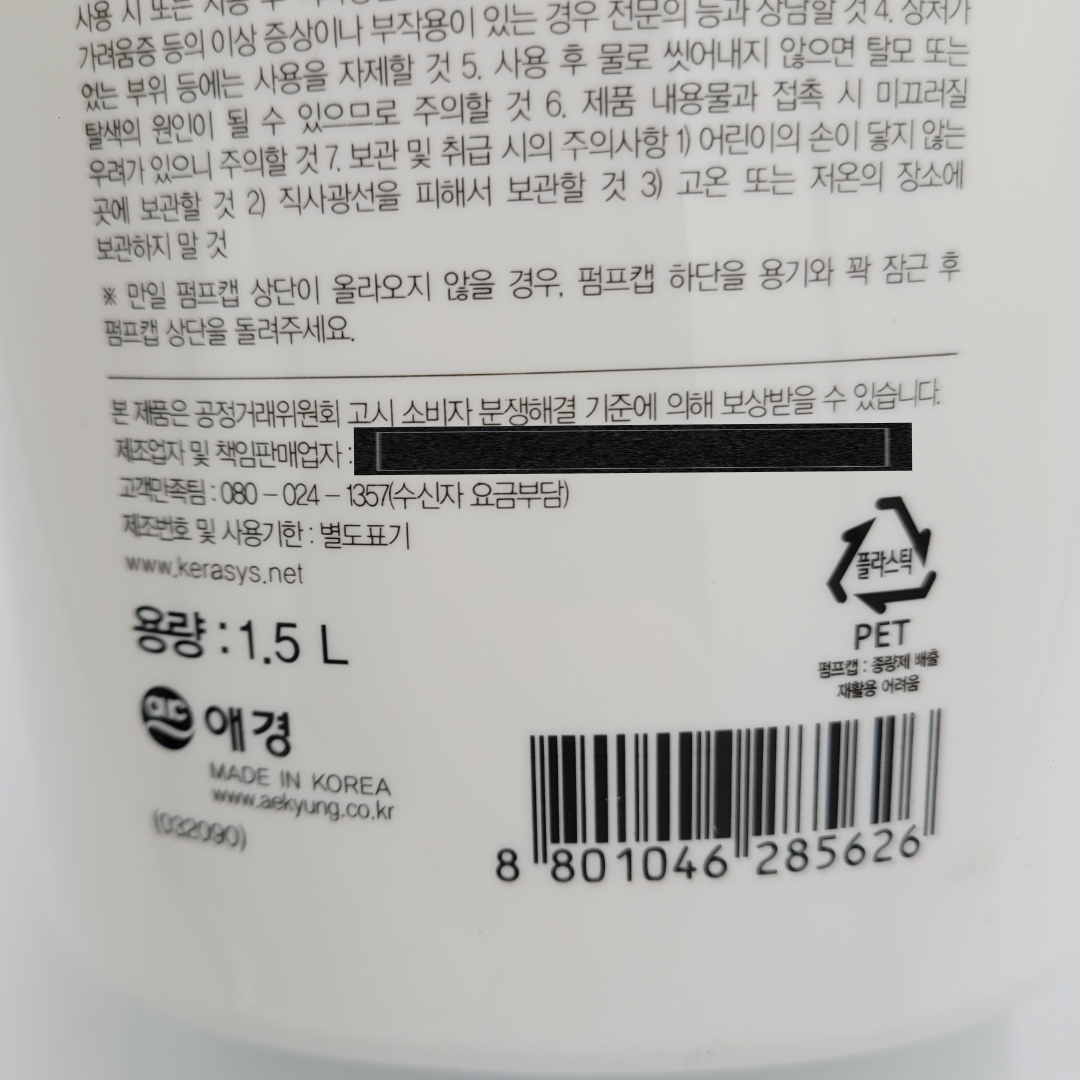 가려움증 등의 이상 증상이나 부작용이 있는 경우 전문의 등과 상담할 것 4. 상처가
있는 부위 등에는 사용을 자제할 것 5. 사용 후 물로 씻어내지 않으면 탈모 또는
탈색의 원인이 될 수 있으므로 주의할 것 6. 제품 내용물과 접촉 시 미끄러질
우려가 있으니 주의할 것 7. 보관 및 취급 시의 주의사항 1) 어린이의 손이 닿지 않는
곳에 보관할 것 2) 직사광선을 피해서 보관할 것 3) 고온 또는 저온의 장소에
보관하지 말 것
※ 만일 펌프캡 상단이 올라오지 않을 경우, 펌프캡 하단을 용기와 꽉 잠근 후
펌프캡 상단을 돌려주세요.
본 제품은 공정거래위원회 고시 소비자 분쟁해결 기준에 의해 보상받을 수 있습니다.
제조업자 및 책임판매업자 :
고객만족팀 : 080 - 024 - 1357(수신자 요금부담)
제조번호 및 사용기한 : 별도표기
www.kerasys.net
용량 : 1.5 L
플라스틱
PET
펌프캡 : 종량제 배출
재활용 어려움
애경
MADE IN KOREA
www.aekyung.co.kr
(032090)
8 801046 285626